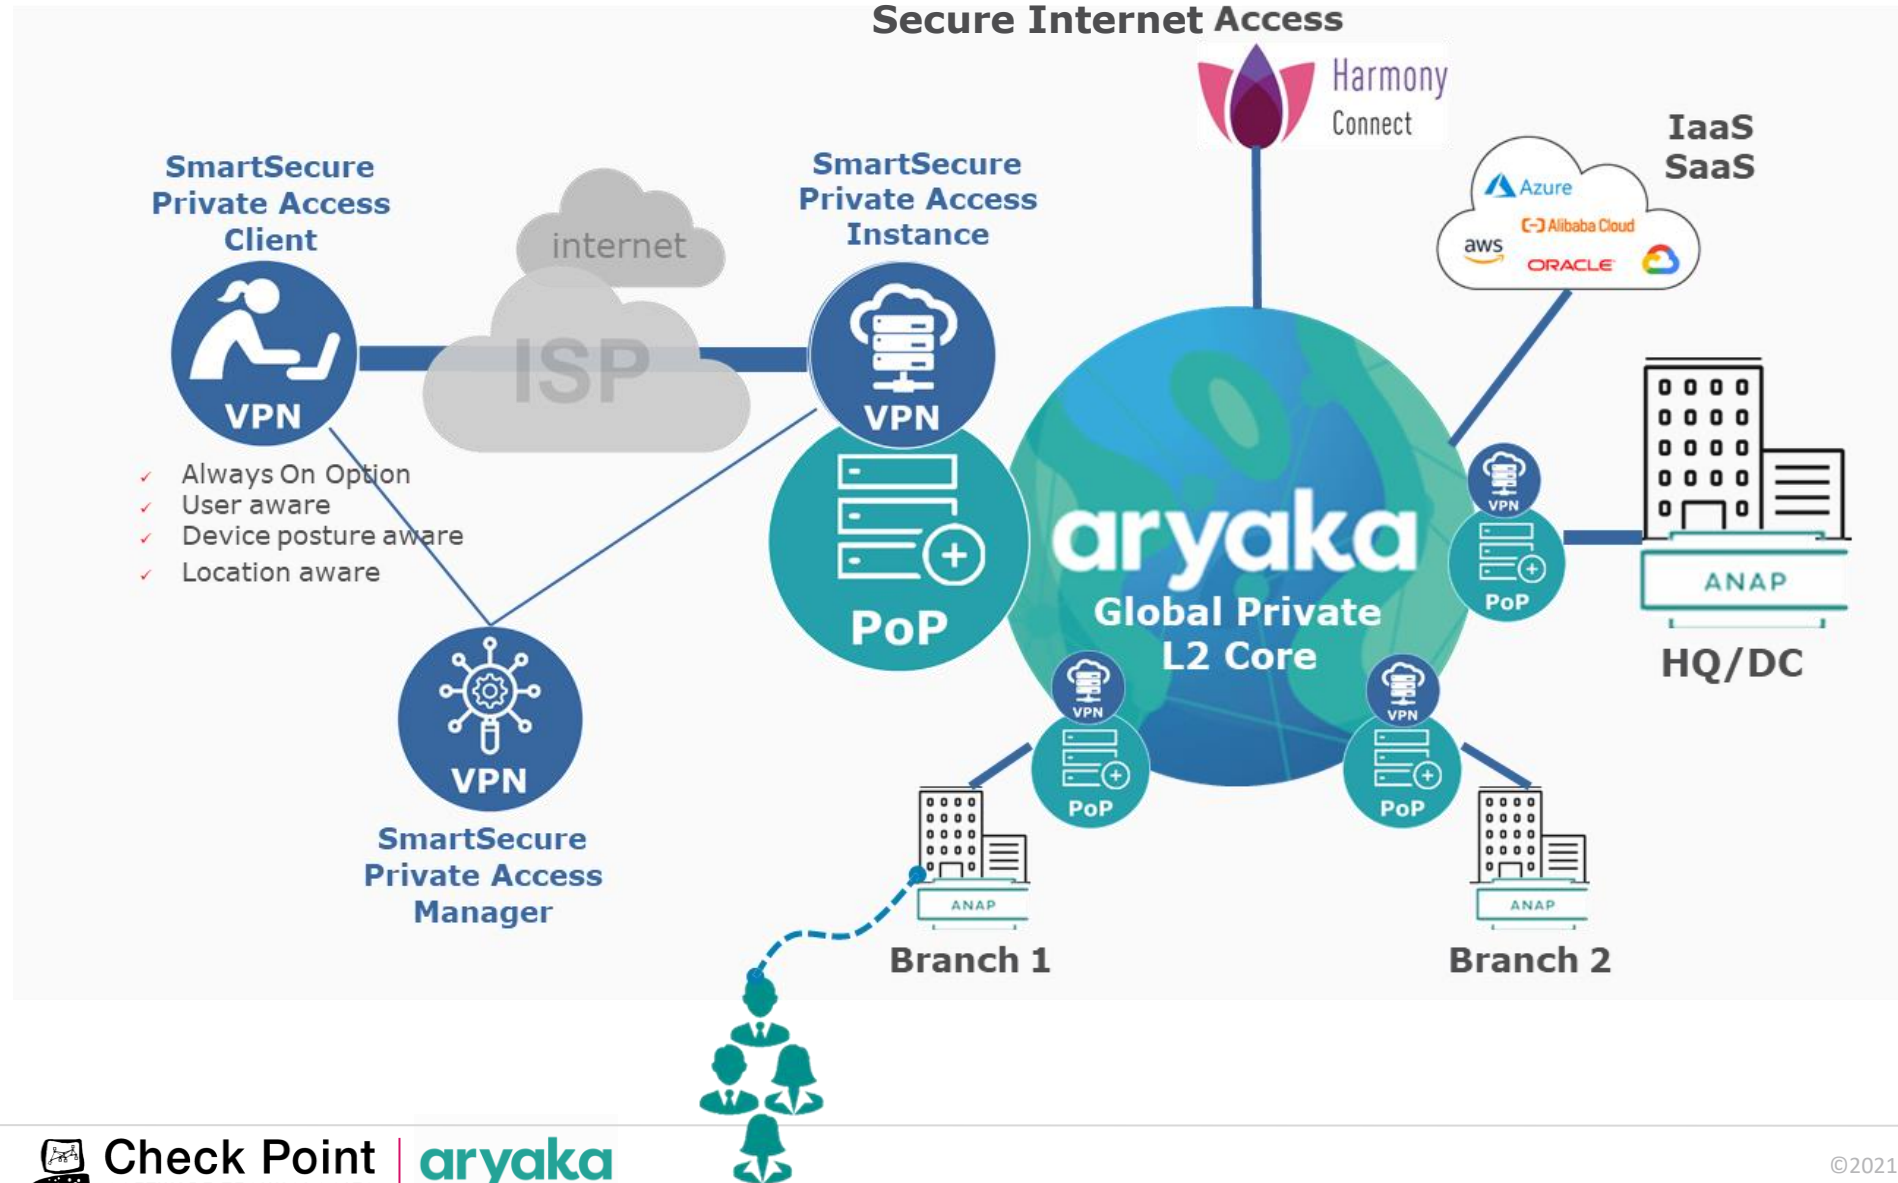 Secure Internet Access
Harmony
Connect
IaaS
SaaS
Azure
Alibaba Cloud
aws
ORACLE
SmartSecure
Private Access
Client
internet
ISP
SmartSecure
Private Access
Instance
VPN
VPN
Always On Option
User aware
Device posture aware
Location aware
PoP
aryaka
Global Private
L2 Core
VPN
PoP
ANAP
HQ/DC
VPN
SmartSecure
Private Access
Manager
VPN
PoP
VPN
PoP
ANAP
Branch 1
ANAP
Branch 2
Check Point
aryaka
©2021